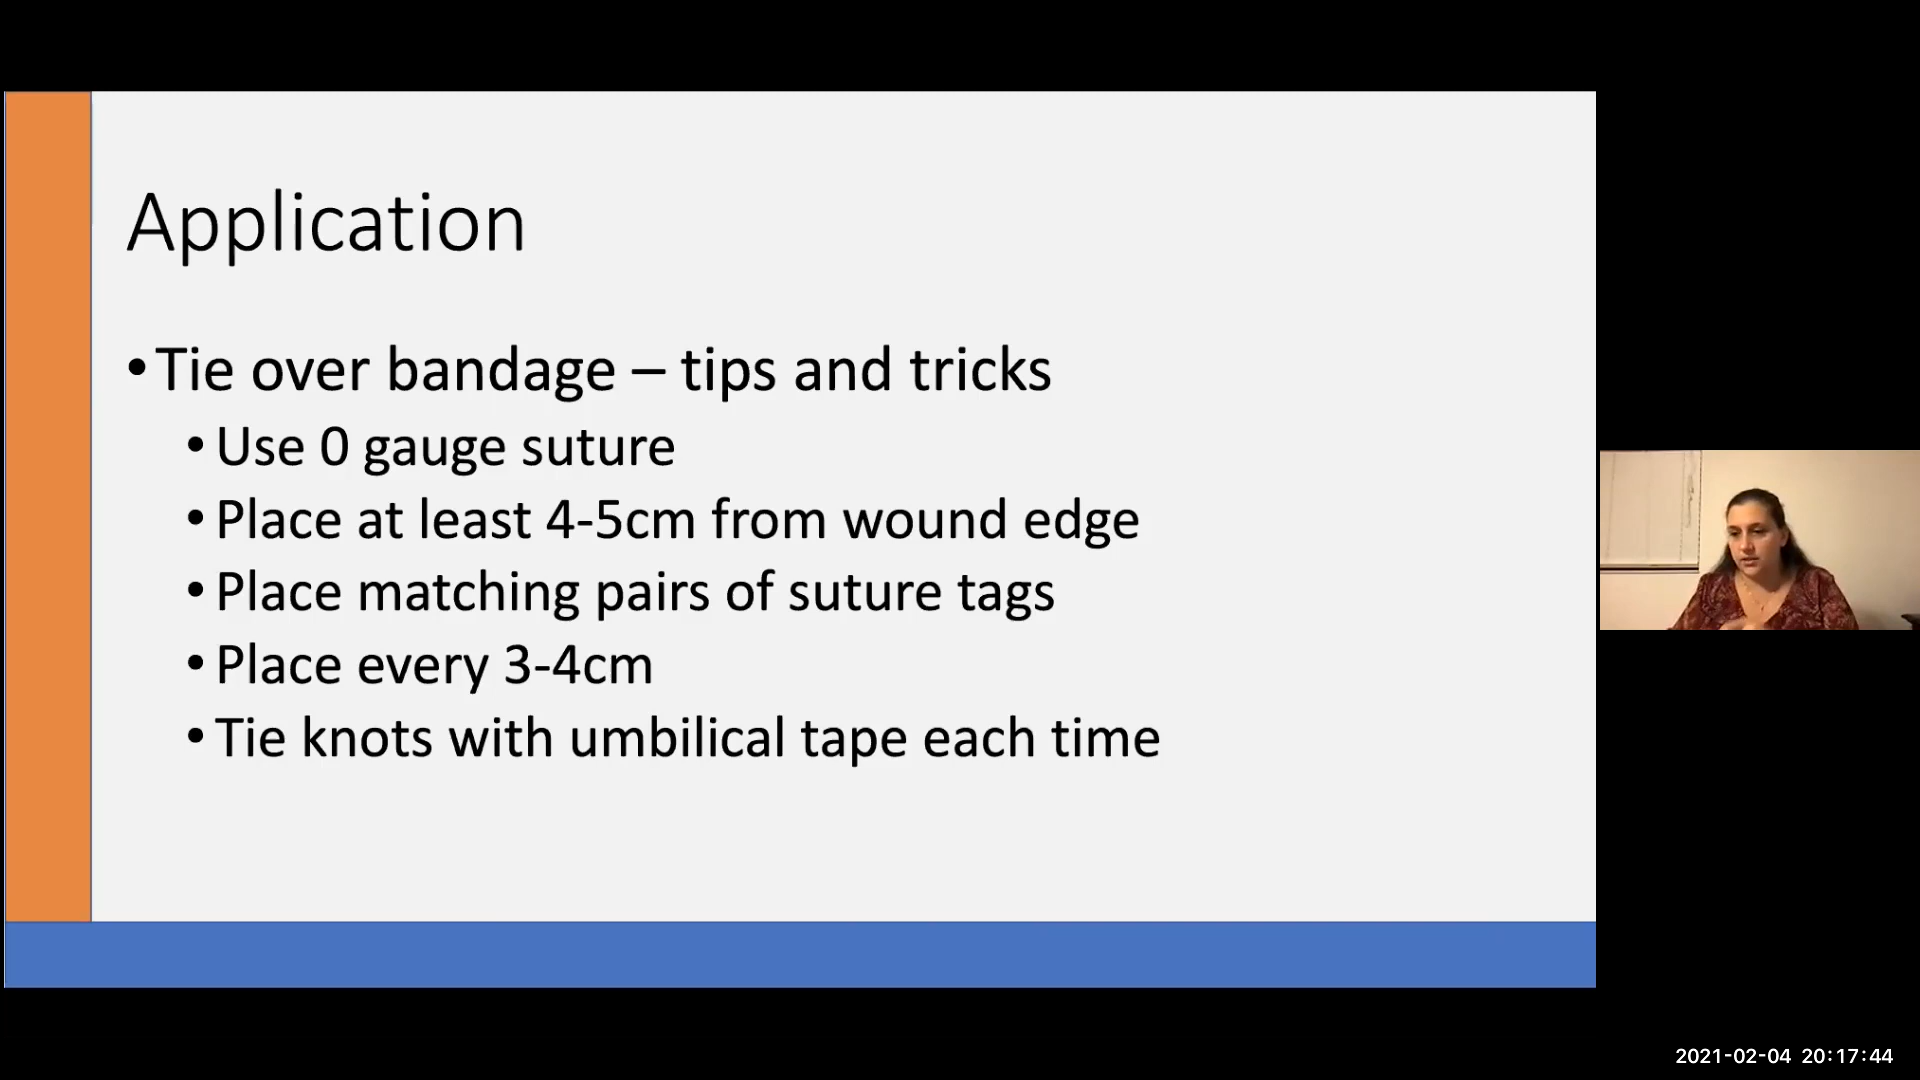 Application
•Tie over bandage – tips and tricks
•Use 0 gauge suture
•Place at least 4-5cm from wound edge
•Place matching pairs of suture tags
•Place every 3-4cm
•Tie knots with umbilical tape each time
2021-02-04 20:17:44